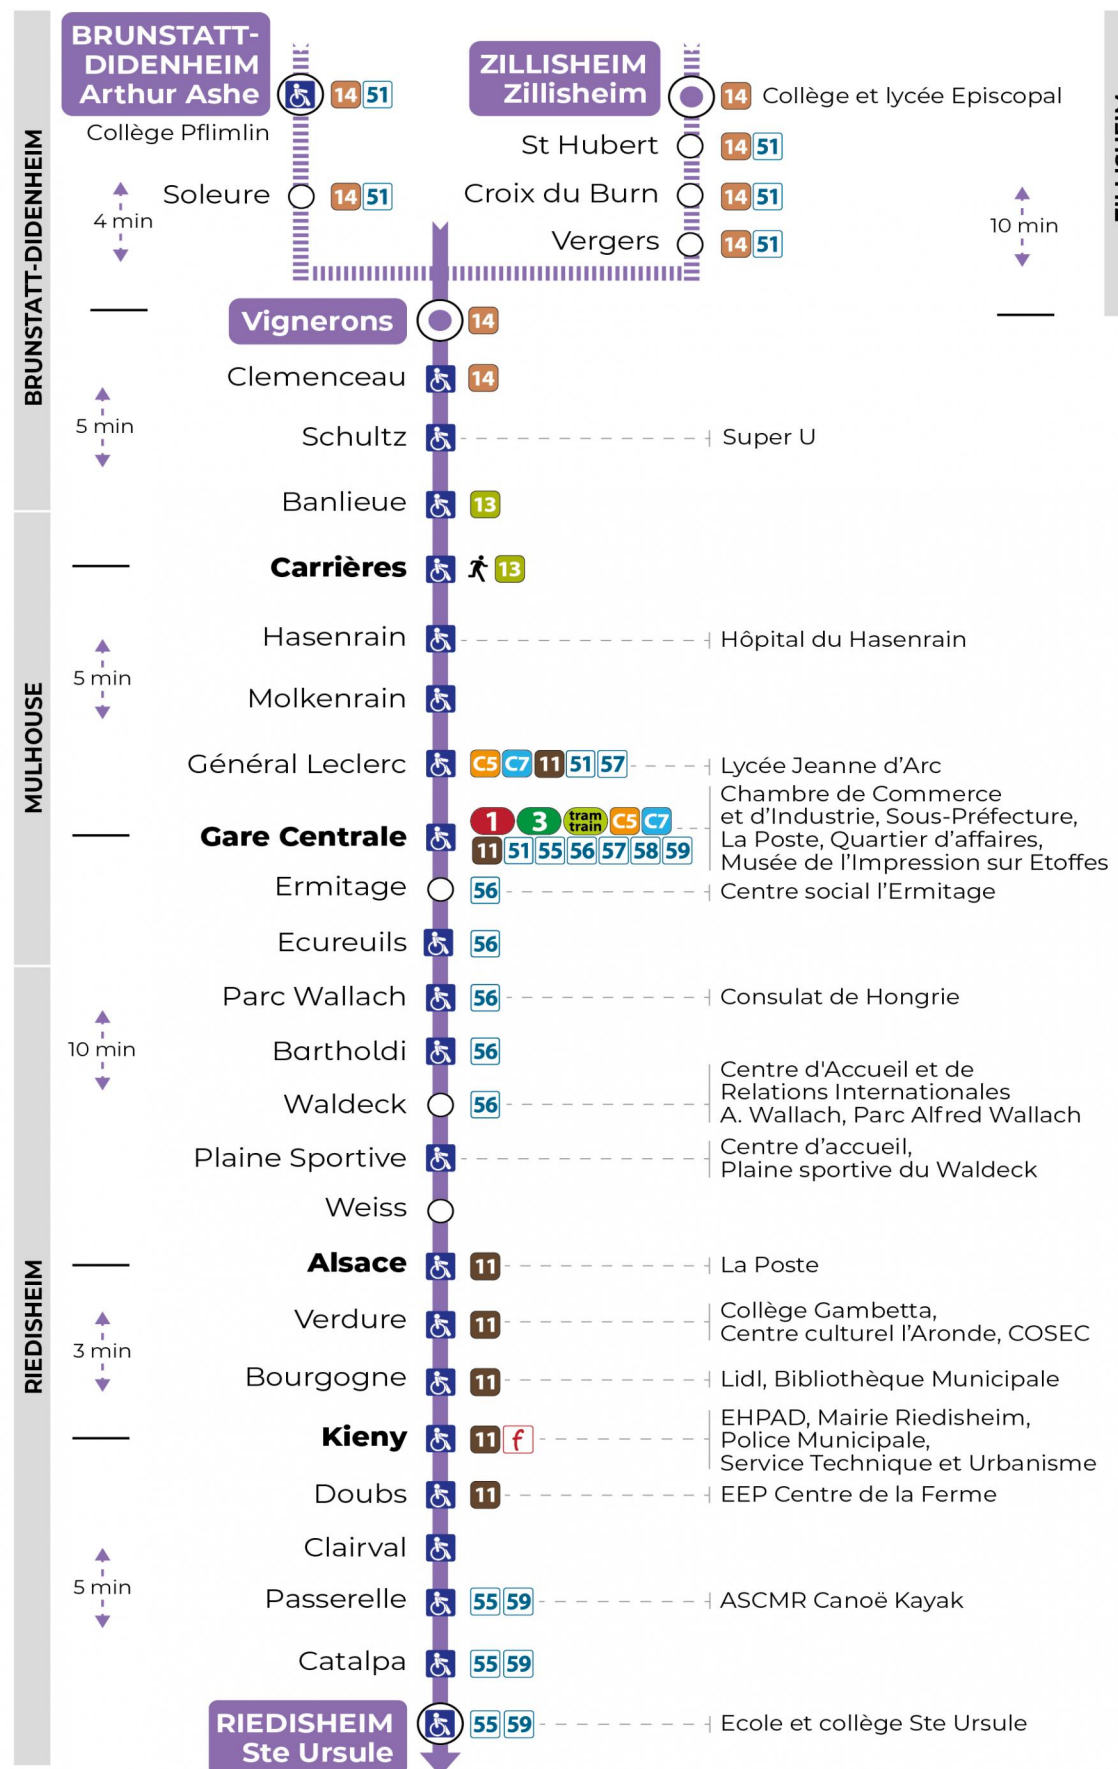 BRUNSTATT-
DIDENHEIM
Arthur Ashe
14 51
Collège Pflimlin
Soleure
14 51
ZILLISHEIM
Zillisheim
14 Collège et lycée Episcopal
St Hubert
14 51
Croix du Burn
14 51
Vergers
14 51
BRUNSTATT-DIDENHEIM
4 min
10 min
Vignerons
14
Clemenceau
14
5 min
Schultz
Super U
Banlieue
13
MULHOUSE
Carrières
13
Hasenrain
Hôpital du Hasenrain
5 min
Molkenrain
Général Leclerc
C5 C7 11 51 57
Lycée Jeanne d'Arc
Gare Centrale
1 3 tram
train C5 C7
11 51 55 56 57 58 59
Chambre de Commerce
et d'Industrie, Sous-Préfecture,
La Poste, Quartier d'affaires,
Musée de l'Impression sur Etoffes
Ermitage
56
Centre social l'Ermitage
Ecureuils
56
RIEDISHEIM
Parc Wallach
56
Consulat de Hongrie
10 min
Bartholdi
56
Waldeck
56
Centre d'Accueil et de
Relations Internationales
A. Wallach, Parc Alfred Wallach
Plaine Sportive
Centre d'accueil,
Plaine sportive du Waldeck
Weiss
Alsace
11
La Poste
Verdure
11
Collège Gambetta,
Centre culturel l'Aronde, COSEC
3 min
Bourgogne
11
Lidl, Bibliothèque Municipale
Kieny
11 f
EHPAD, Mairie Riedisheim,
Police Municipale,
Service Technique et Urbanisme
Doubs
11
EEP Centre de la Ferme
Clairval
5 min
Passerelle
55 59
ASCMR Canoë Kayak
Catalpa
55 59
RIEDISHEIM
Ste Ursule
55 59
Ecole et collège Ste Ursule